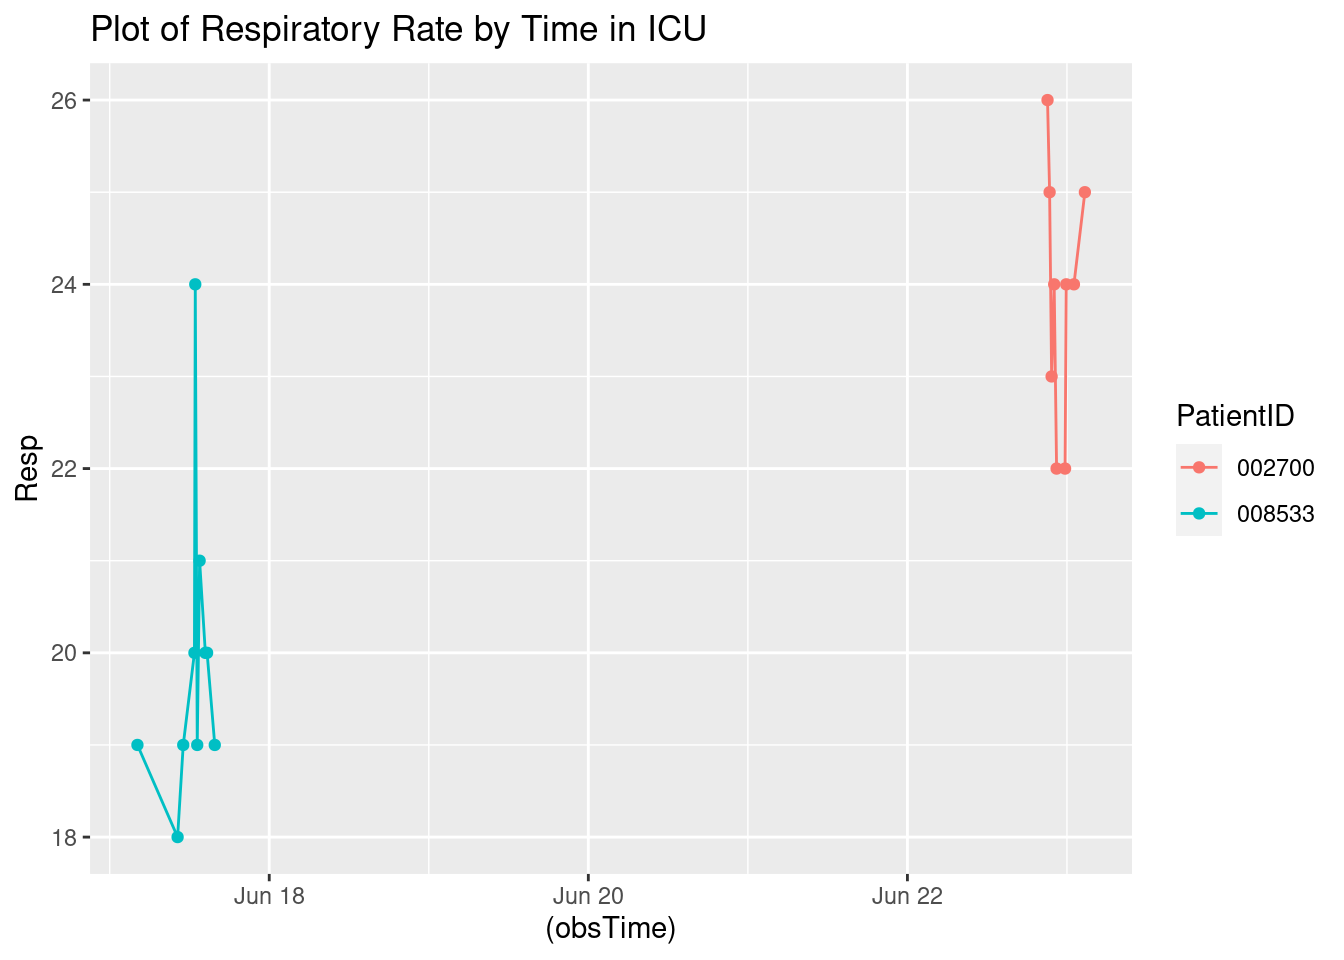 Plot of Respiratory Rate by Time in ICU
26
24
22
20
18
Resp
Jun 18
Jun 20
Jun 22
(obsTime)
PatientID
002700
008533